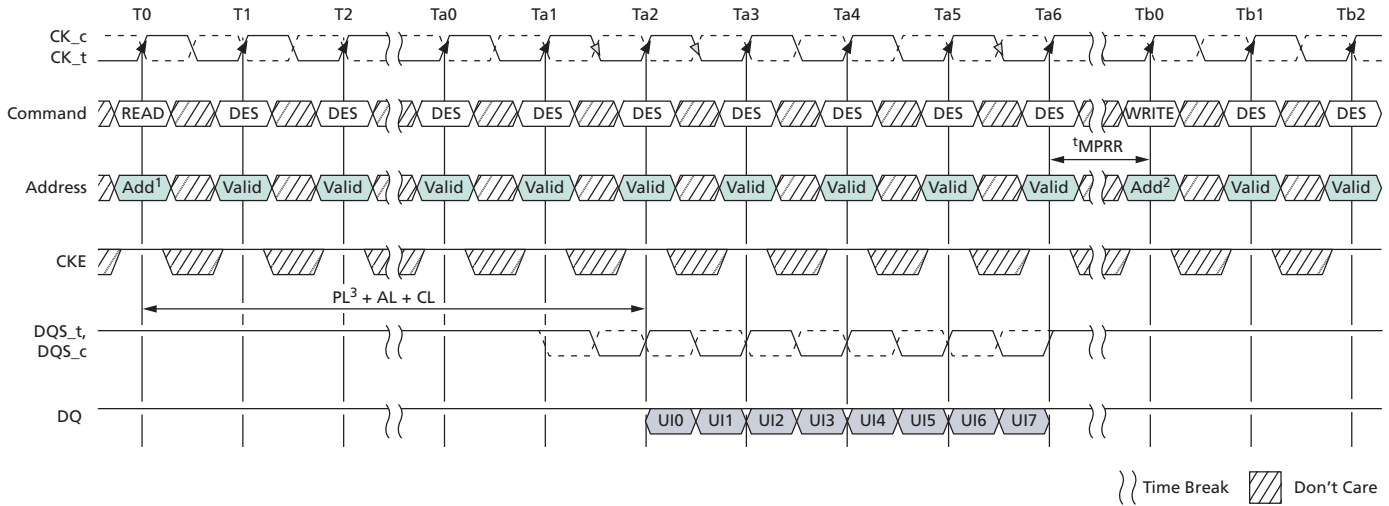 T0 T1 T2 Ta0 Ta1 Ta2 Ta3 Ta4 Ta5 Ta6 Tb0 Tb1 Tb2
CK_c
CK_t
Command READ DES DES DES DES DES DES DES DES DES WRITE DES DES
tMPRR
Address Add1 Valid Valid Valid Valid Valid Valid Valid Valid Valid Add2 Valid Valid
CKE
PL3 + AL + CL
DQS_t,
DQS_c
DQ UI0 UI1 UI2 UI3 UI4 UI5 UI6 UI7
Time Break Don't Care